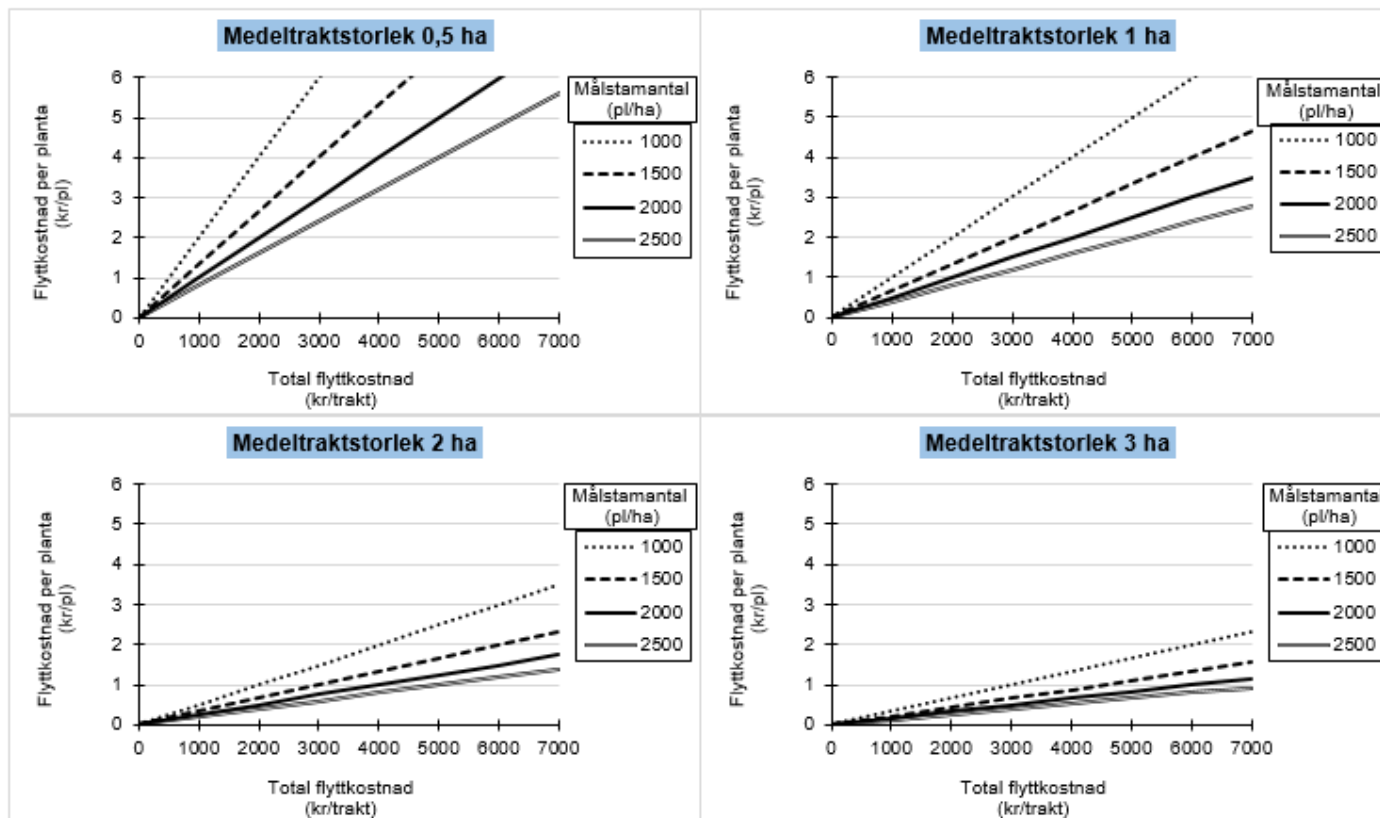 Medeltraktstorlek 0,5 ha
Flyttkostnad per planta
(kr/pl)
6
5
4
3
2
1
0
0 1000 2000 3000 4000 5000 6000 7000
Total flyttkostnad
(kr/trakt)
Målstamantal
(pl/ha)
1000
1500
2000
2500
Medeltraktstorlek 1 ha
Flyttkostnad per planta
(kr/pl)
6
5
4
3
2
1
0
0 1000 2000 3000 4000 5000 6000 7000
Total flyttkostnad
(kr/trakt)
Målstamantal
(pl/ha)
1000
1500
2000
2500
Medeltraktstorlek 2 ha
Flyttkostnad per planta
(kr/pl)
6
5
4
3
2
1
0
0 1000 2000 3000 4000 5000 6000 7000
Total flyttkostnad
(kr/trakt)
Målstamantal
(pl/ha)
1000
1500
2000
2500
Medeltraktstorlek 3 ha
Flyttkostnad per planta
(kr/pl)
6
5
4
3
2
1
0
0 1000 2000 3000 4000 5000 6000 7000
Total flyttkostnad
(kr/trakt)
Målstamantal
(pl/ha)
1000
1500
2000
2500